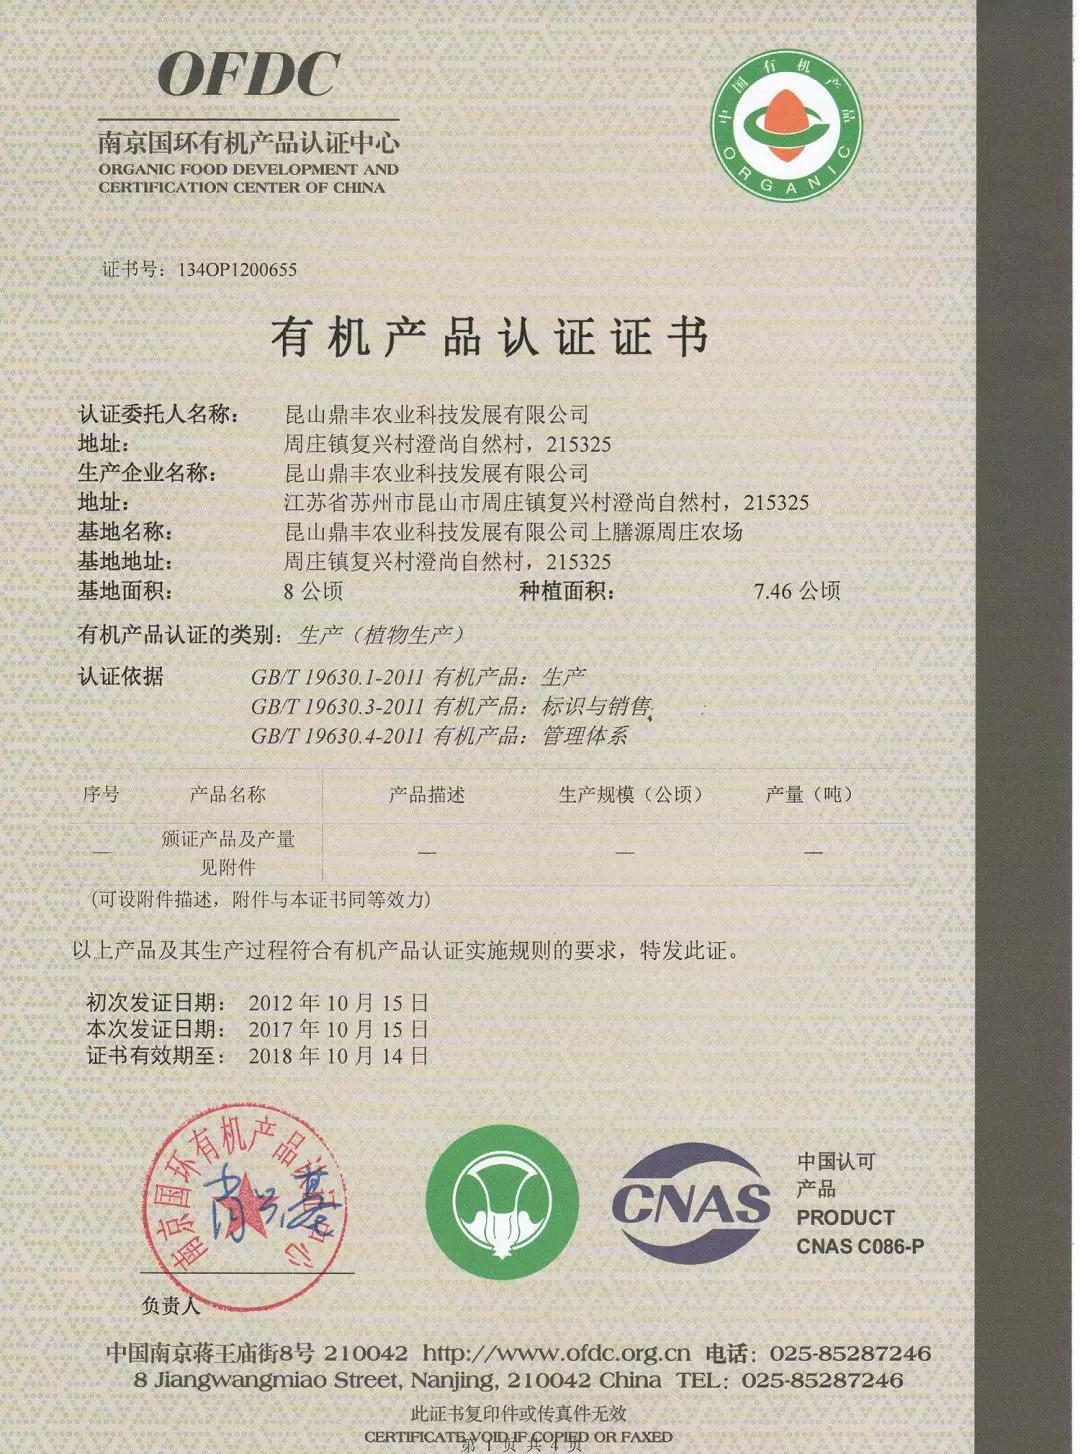 OFDC
南京国环有机产品认证中心
ORGANIC FOOD DEVELOPMENT AND
CERTIFICATION CENTER OF CHINA
中国有机产品
ORGANIC
证书号：134OP1200655
有机产品认证证书
认证委托人名称： 昆山鼎丰农业科技发展有限公司
地址： 周庄镇复兴村澄尚自然村，215325
生产企业名称： 昆山鼎丰农业科技发展有限公司
地址： 江苏省苏州市昆山市周庄镇复兴村澄尚自然村，215325
基地名称： 昆山鼎丰农业科技发展有限公司上膳源周庄农场
基地地址： 周庄镇复兴村澄尚自然村，215325
基地面积： 8 公顷 种植面积： 7.46 公顷
有机产品认证的类别：生产（植物生产）
认证依据 GB/T 19630.1-2011 有机产品：生产
GB/T 19630.3-2011 有机产品：标识与销售
GB/T 19630.4-2011 有机产品：管理体系
序号 产品名称 产品描述 生产规模（公顷） 产量（吨）
— 颁证产品及产量 — — —
见附件
(可设附件描述，附件与本证书同等效力)
以上产品及其生产过程符合有机产品认证实施规则的要求，特发此证。
初次发证日期： 2012 年 10 月 15 日
本次发证日期： 2017 年 10 月 15 日
证书有效期至： 2018 年 10 月 14 日
南京国环有机产品认证中心
负责人
CNAS
中国认可
产品
PRODUCT
CNAS C086-P
中国南京蒋王庙街8号 210042 http://www.ofdc.org.cn 电话：025-85287246
8 Jiangwangmiao Street, Nanjing, 210042 China TEL：025-85287246
此证书复印件或传真件无效
CERTIFICATE VOID IF COPIED OR FAXED
第 1 页 共 4 页